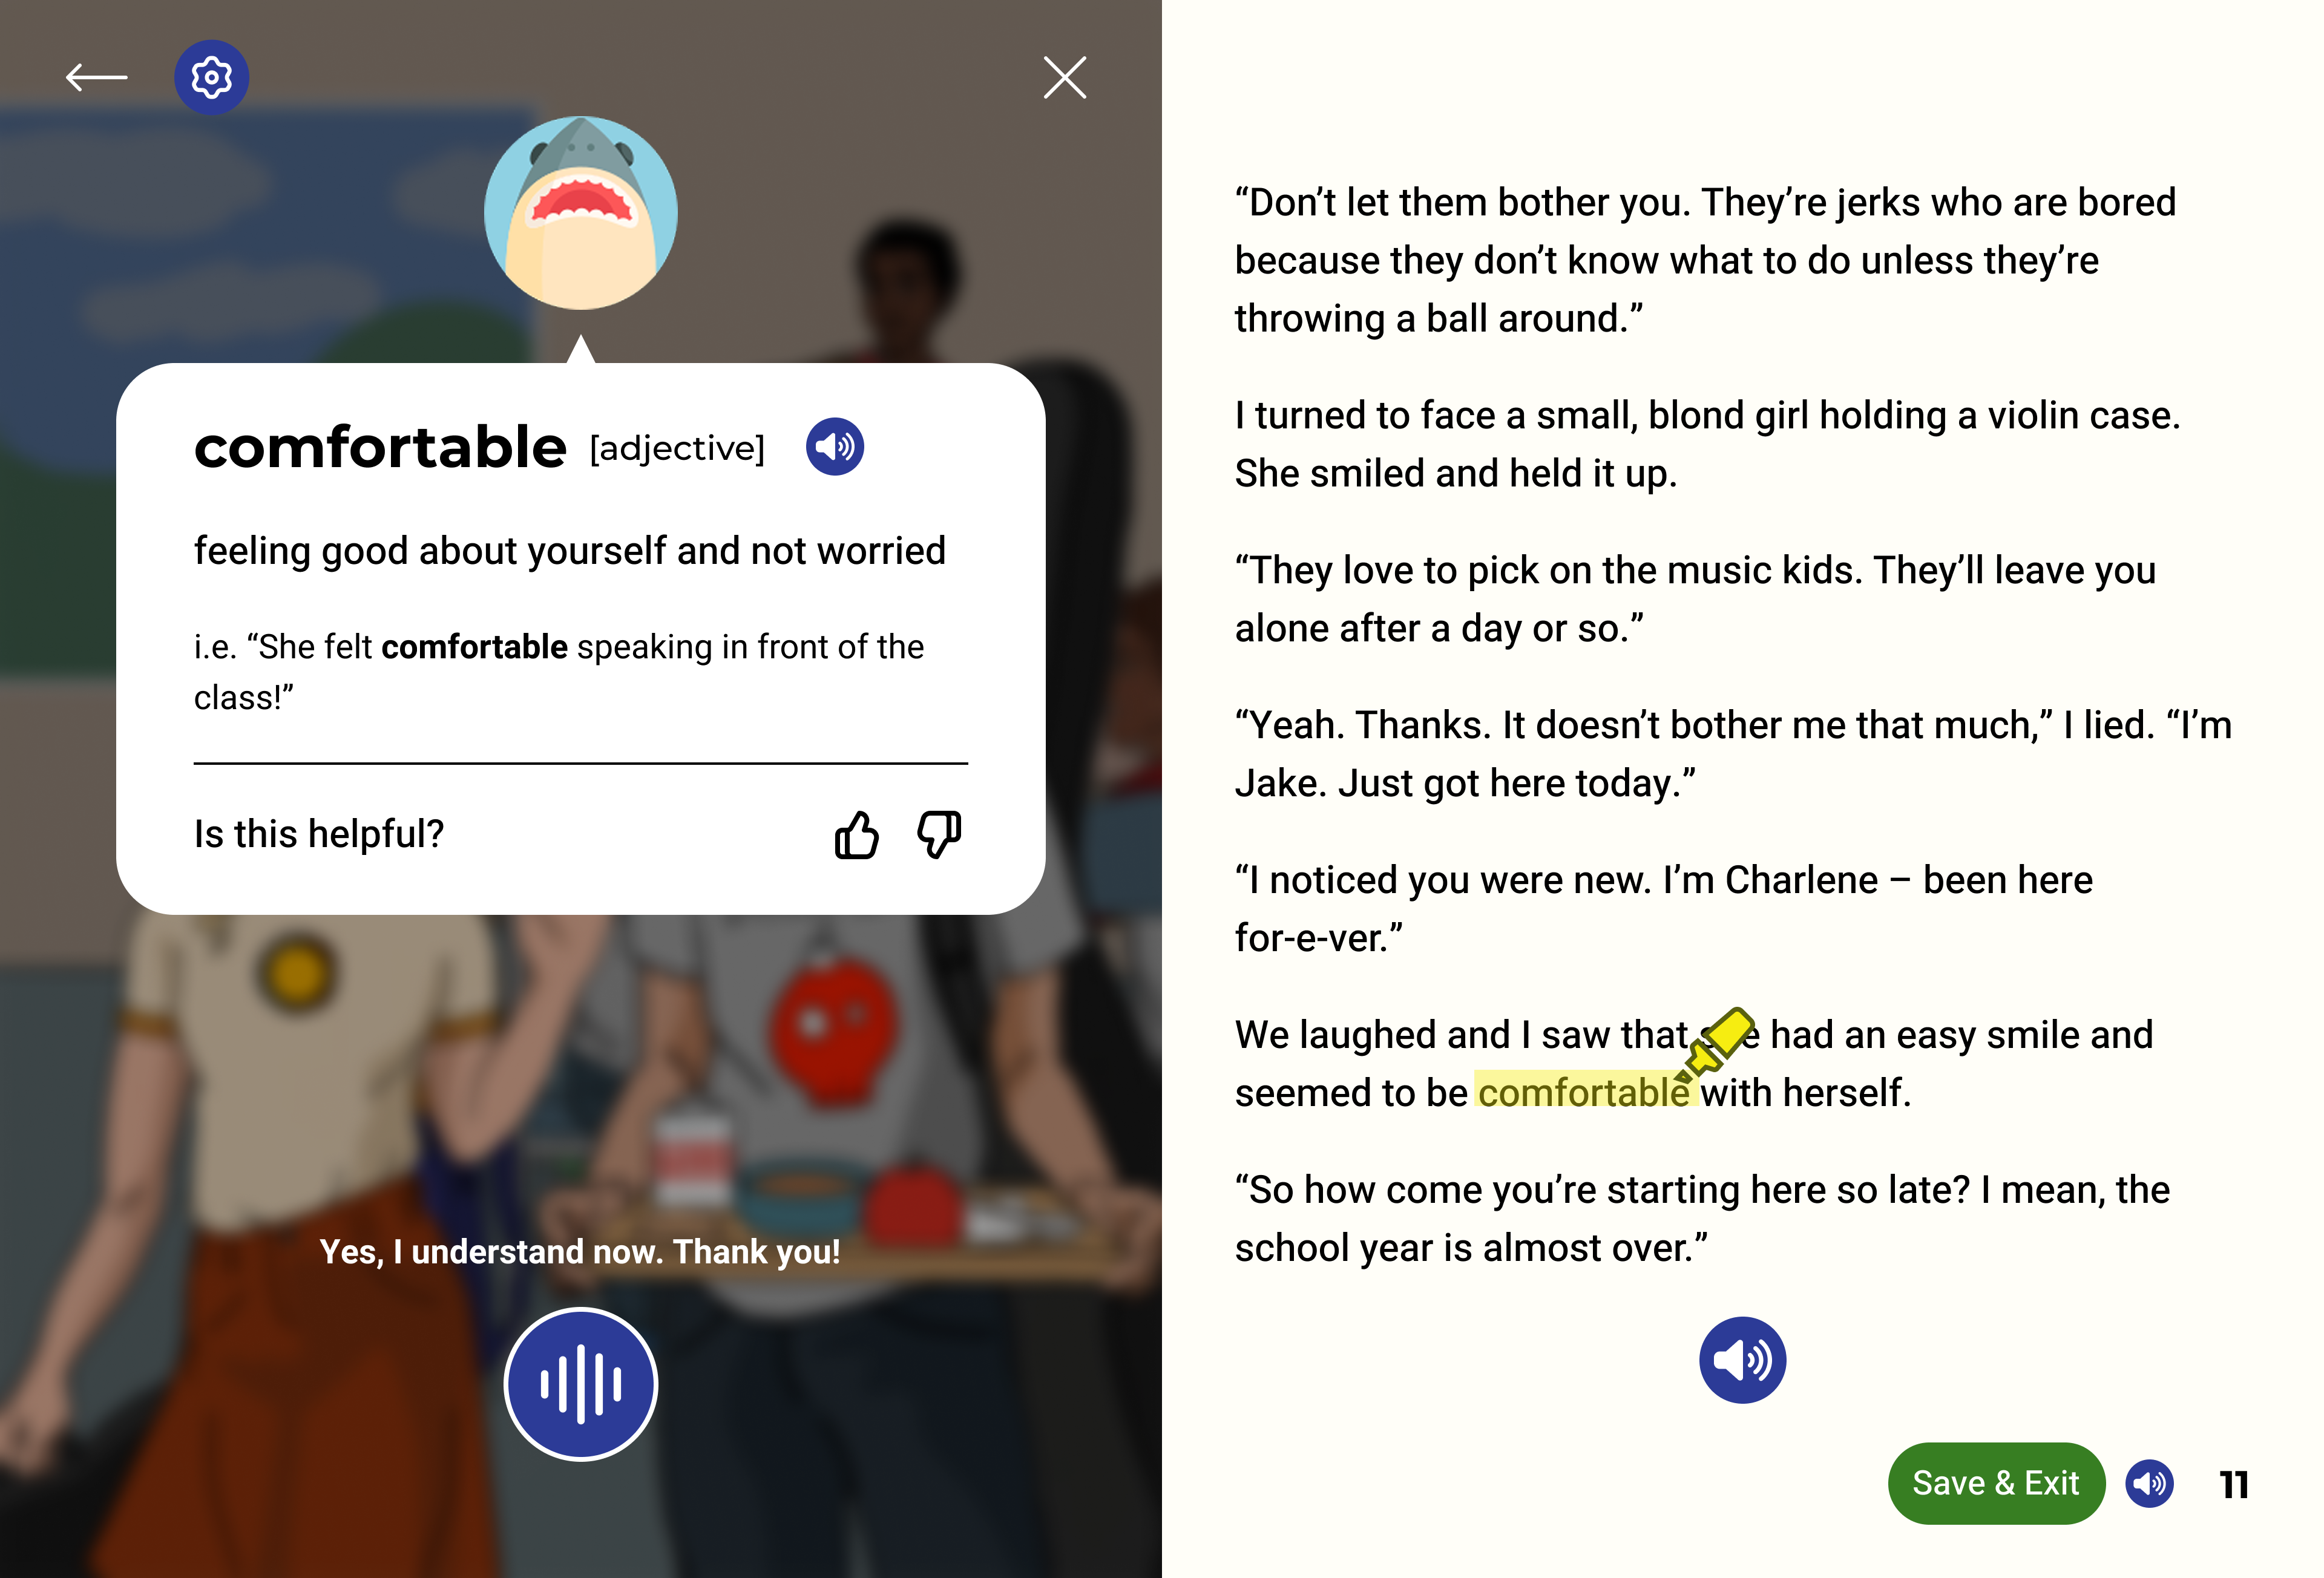 comfortable [adjective]
feeling good about yourself and not worried
i.e. “She felt comfortable speaking in front of the
class!”
Is this helpful?
Yes, I understand now. Thank you!
“Don’t let them bother you. They’re jerks who are bored
because they don’t know what to do unless they’re
throwing a ball around.”
I turned to face a small, blond girl holding a violin case.
She smiled and held it up.
“They love to pick on the music kids. They’ll leave you
alone after a day or so.”
“Yeah. Thanks. It doesn’t bother me that much,” I lied. “I’m
Jake. Just got here today.”
“I noticed you were new. I’m Charlene – been here
for-e-ver.”
We laughed and I saw that she had an easy smile and
seemed to be comfortable with herself.
“So how come you’re starting here so late? I mean, the
school year is almost over.”
Save & Exit
11